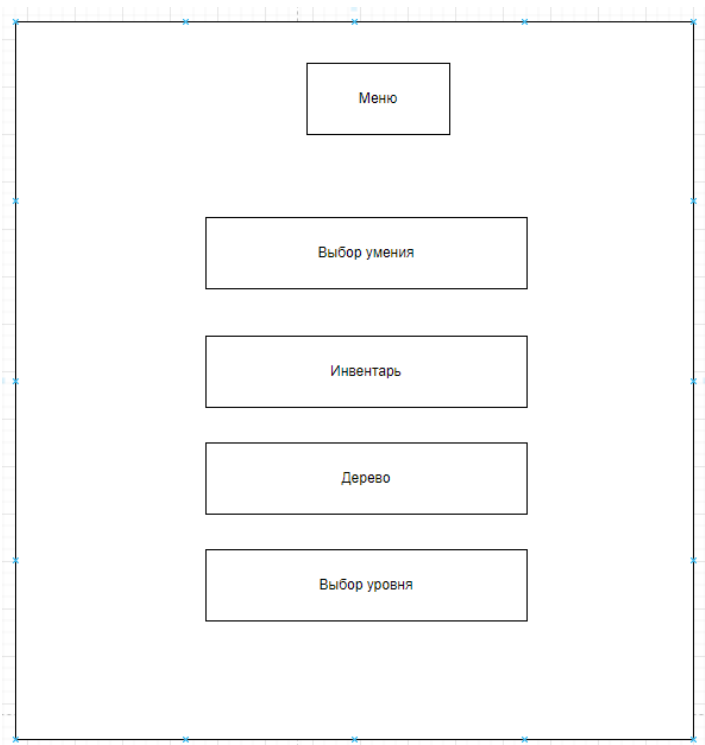 Меню
Выбор умения
Инвентарь
Дерево
Выбор уровня